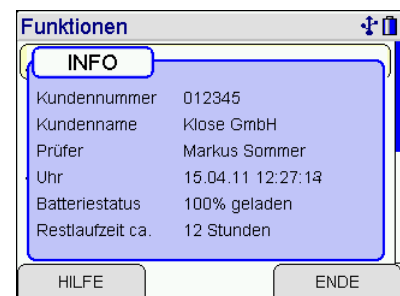 Funktionen
INFO
Kundennummer 012345
Kundenname Klose GmbH
Prüfer Markus Sommer
Uhr 15.04.11 12:27:13
Batteriestatus 100% geladen
Restlaufzeit ca. 12 Stunden
HILFE ENDE